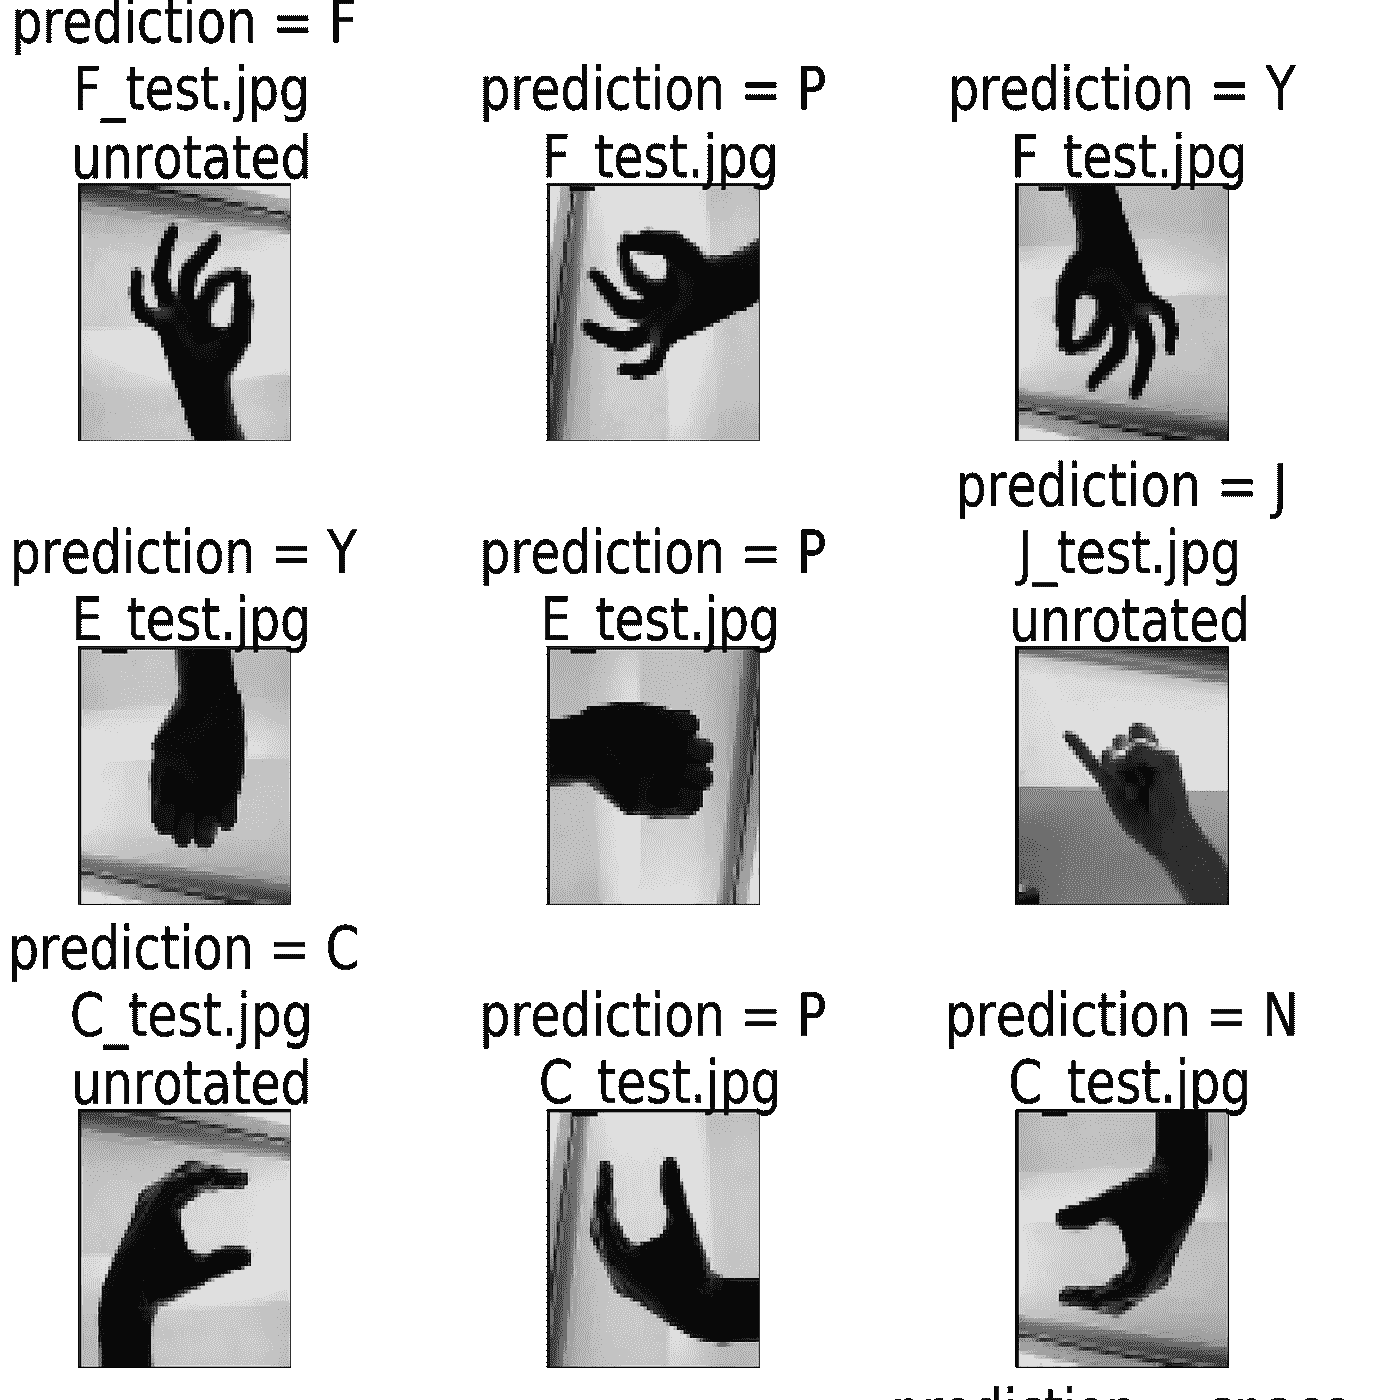 prediction = F
F_test.jpg
unrotated
prediction = P
F_test.jpg
prediction = Y
F_test.jpg
prediction = Y
E_test.jpg
prediction = P
E_test.jpg
prediction = J
J_test.jpg
unrotated
prediction = C
C_test.jpg
unrotated
prediction = P
C_test.jpg
prediction = N
C_test.jpg